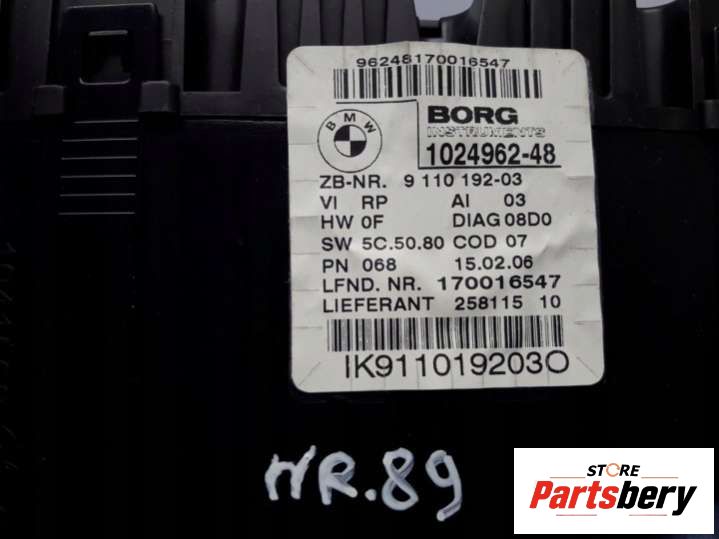 96248170016547
BMW
BORG
INSTRUMENTS
1024962-48
ZB-NR. 9 110 192-03
VI RP AI 03
HW 0F DIAG 08D0
SW 5C.50.80 COD 07
PN 068 15.02.06
LFND. NR. 170016547
LIEFERANT 258115 10
IK911019203O
NR.89
STORE
Partsbery